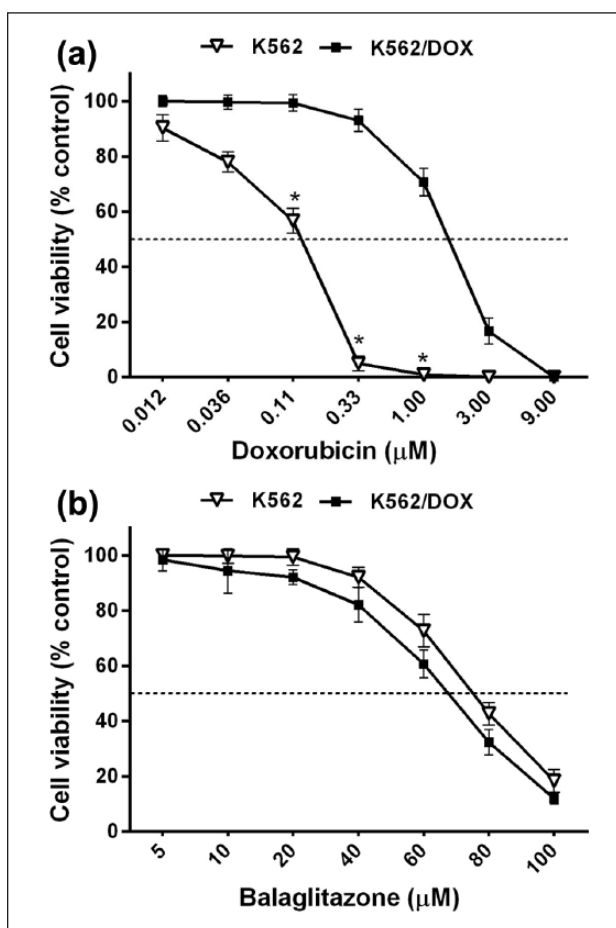 (a)
K562 K562/DOX
Cell viability (% control)
100
80
60
40
20
0
*
*
*
0.012 0.036 0.11 0.33 1.00 3.00 9.00
Doxorubicin (µM)
(b)
K562 K562/DOX
Cell viability (% control)
100
80
60
40
20
0
5 10 20 40 60 80 100
Balaglitazone (µM)